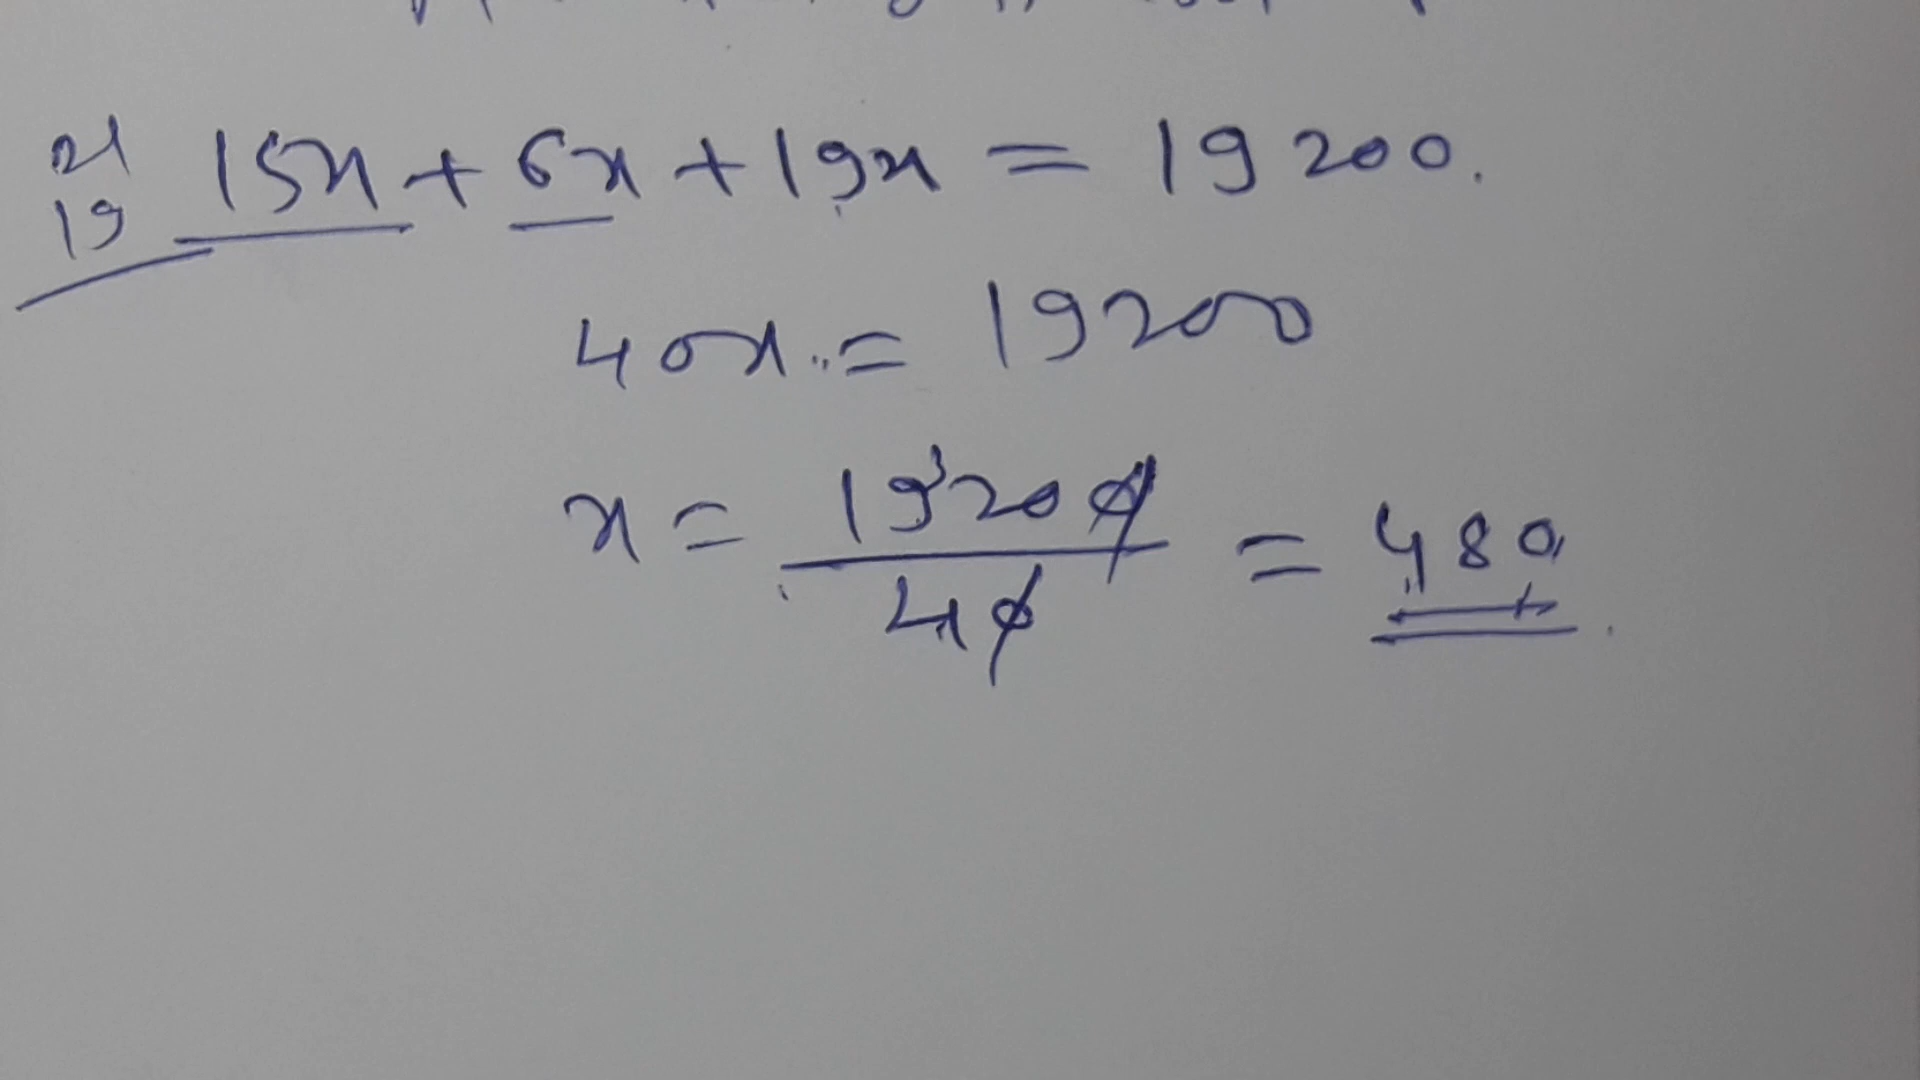 21 15x + 6x + 19x = 19200.
19
40x = 19200
x = 19200 / 40 = 480